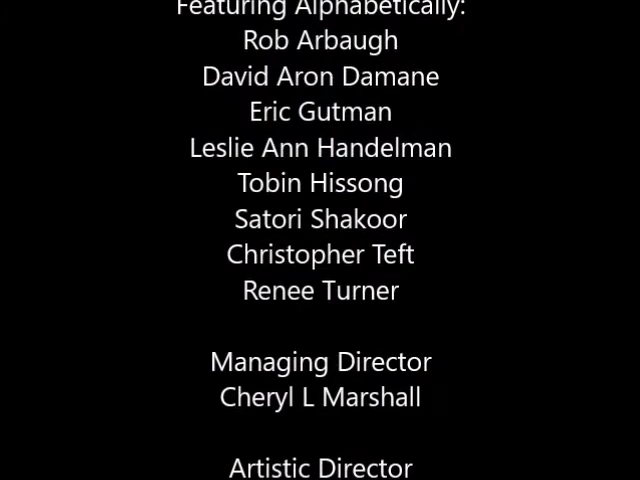 Featuring Alphabetically:
Rob Arbaugh
David Aron Damane
Eric Gutman
Leslie Ann Handelman
Tobin Hissong
Satori Shakoor
Christopher Teft
Renee Turner
Managing Director
Cheryl L Marshall
Artistic Director